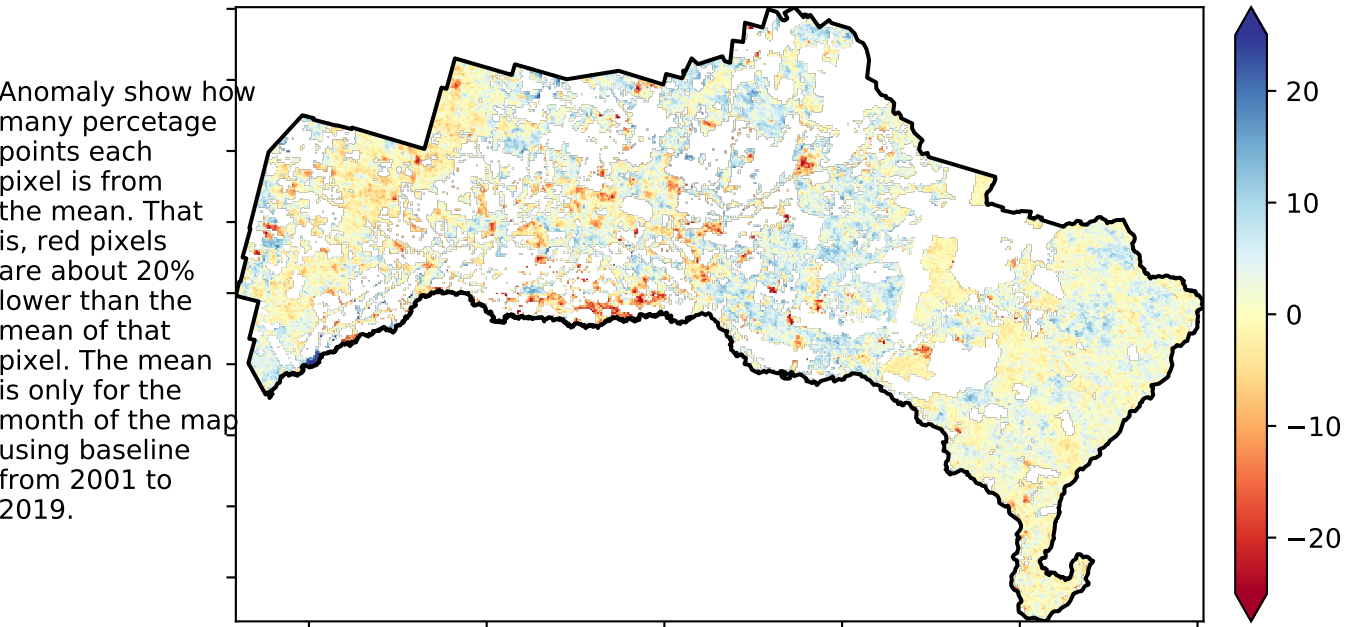 Anomaly show how
many percetage
points each
pixel is from
the mean. That
is, red pixels
are about 20%
lower than the
mean of that
pixel. The mean
is only for the
month of the map
using baseline
from 2001 to
2019.
20
10
0
−10
−20